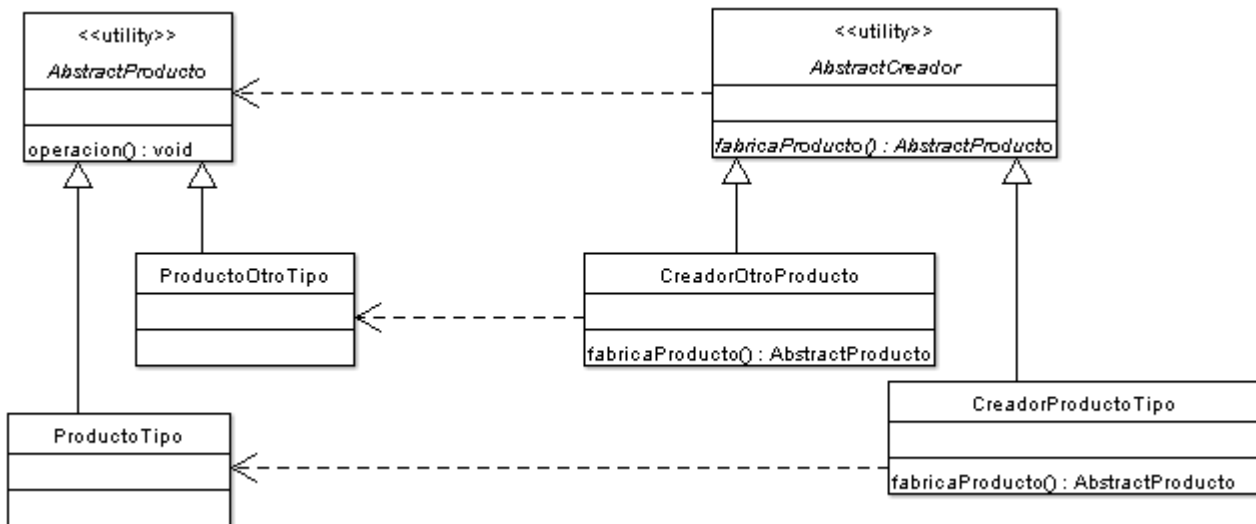 <<utility>>
AbstractProducto
operacion() : void
<<utility>>
AbstractCreador
fabricaProducto() : AbstractProducto
ProductoOtroTipo
CreadorOtroProducto
fabricaProducto() : AbstractProducto
ProductoTipo
CreadorProductoTipo
fabricaProducto() : AbstractProducto